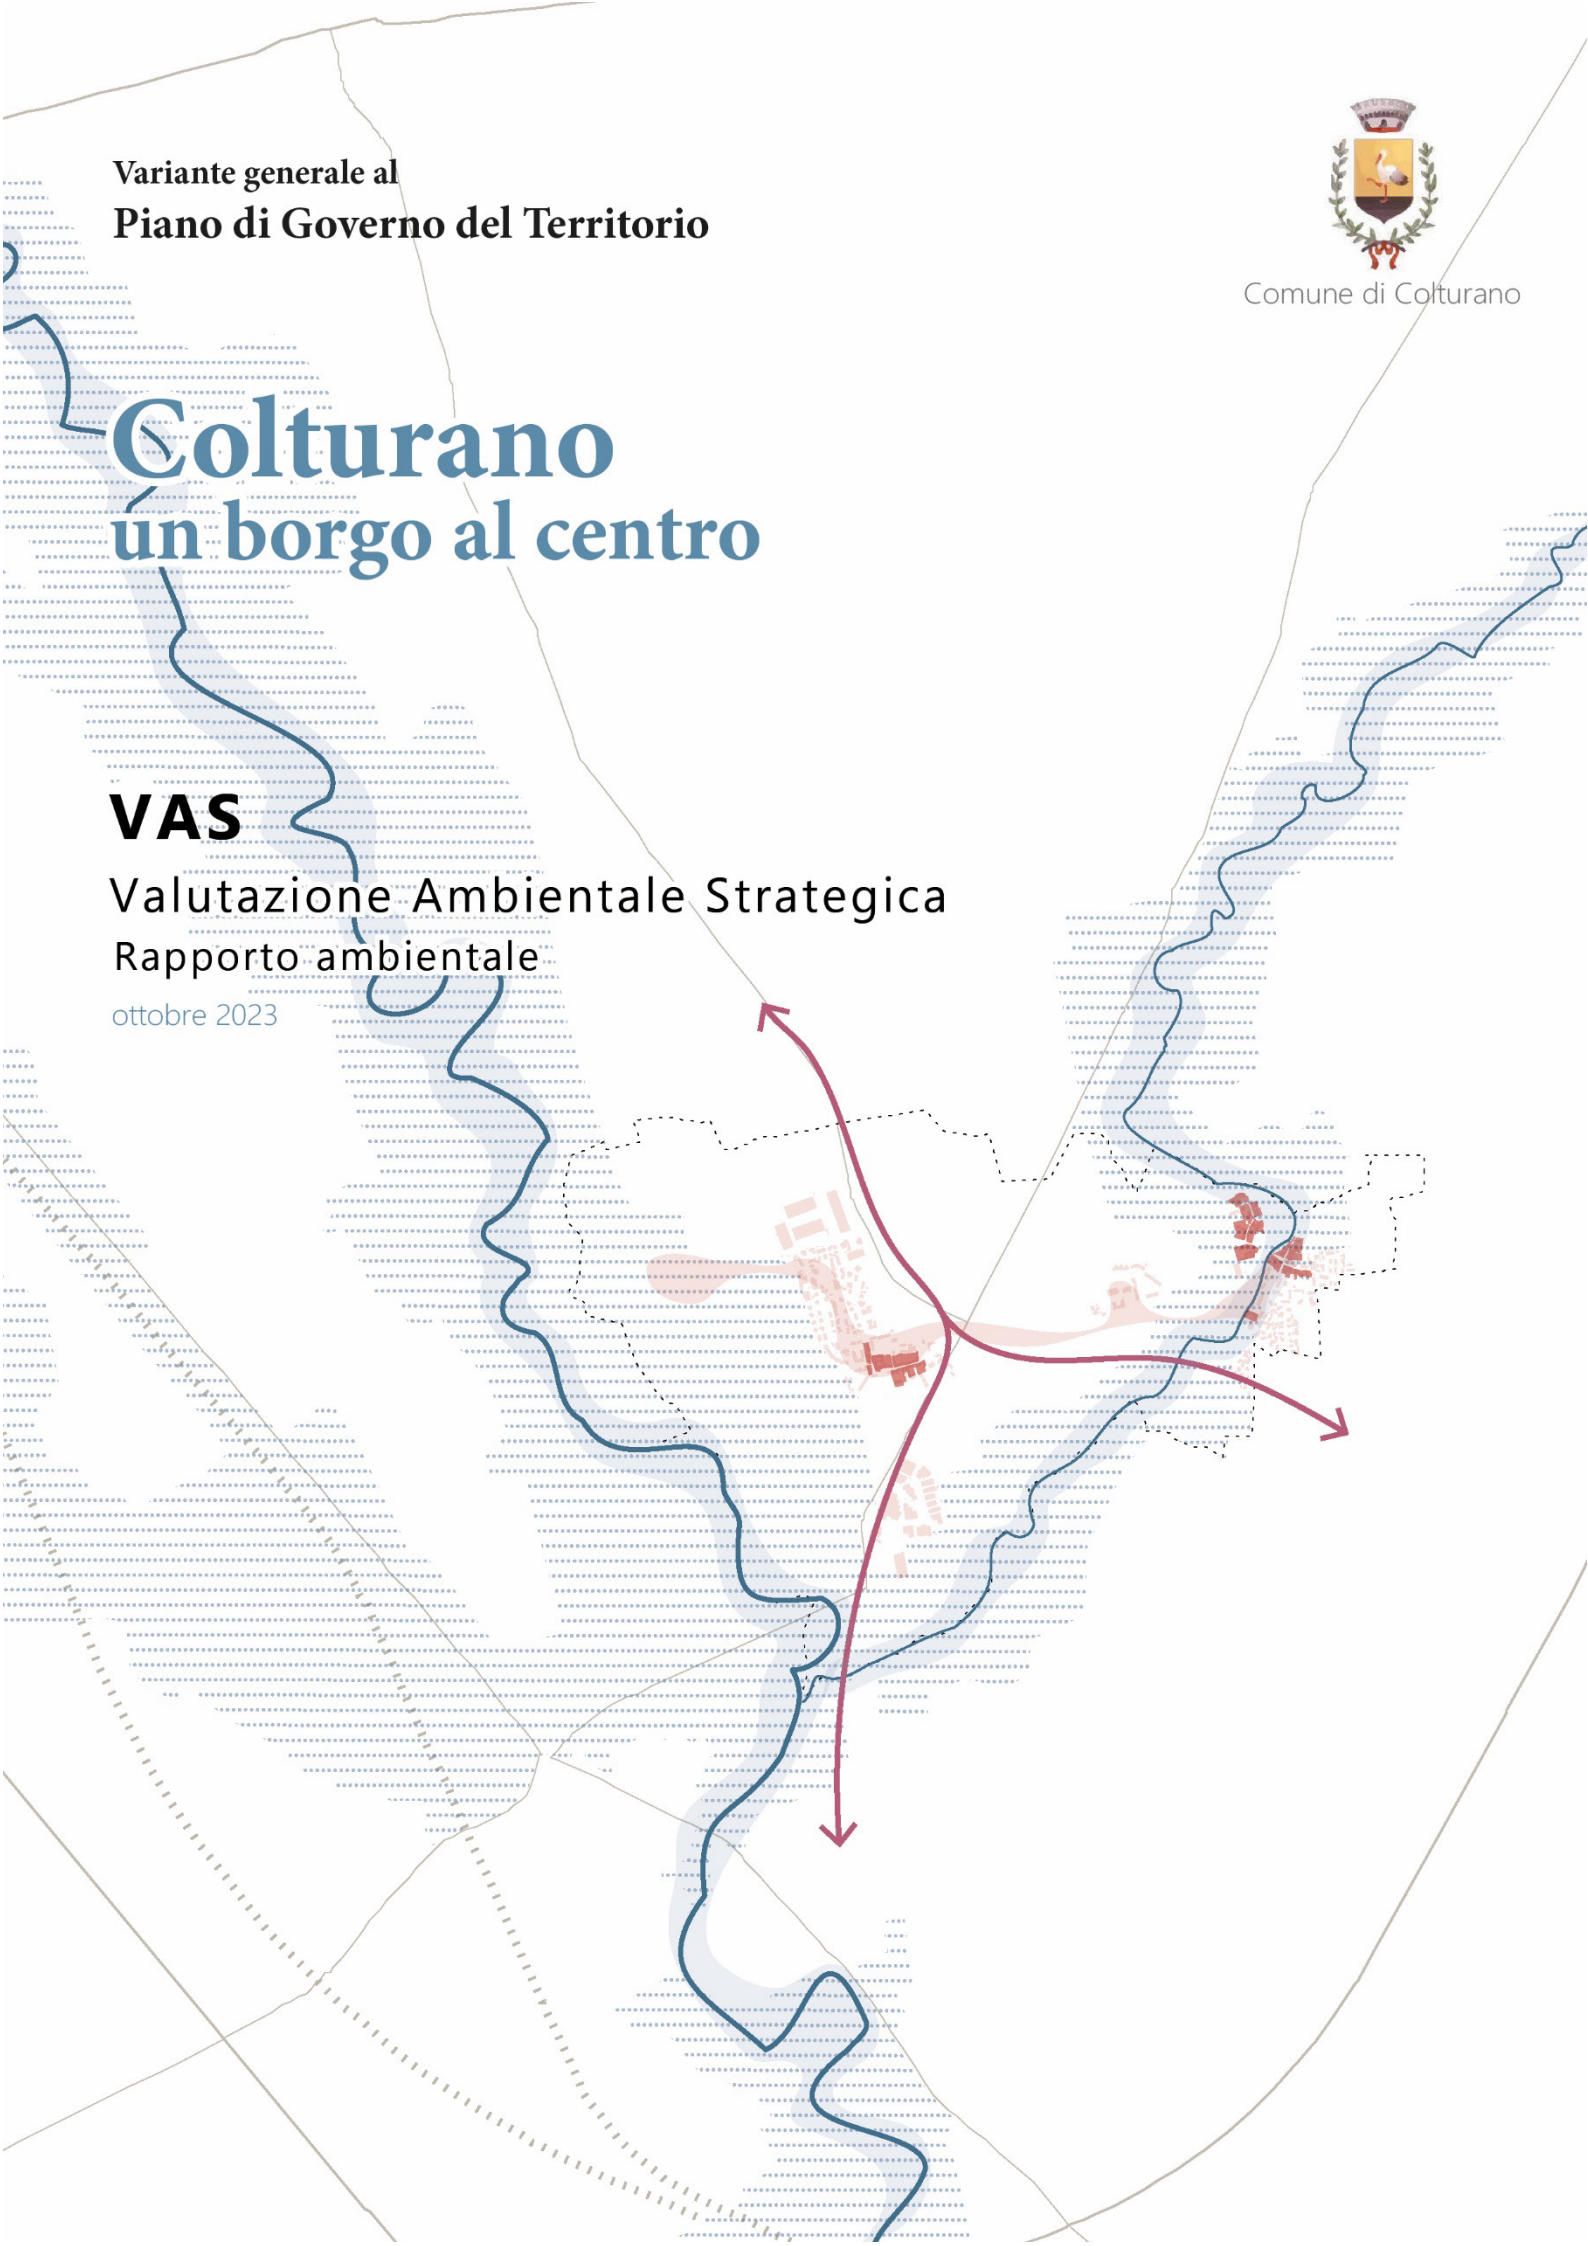 Variante generale al
Piano di Governo del Territorio
Comune di Colturano
Colturano
un borgo al centro
VAS
Valutazione Ambientale Strategica
Rapporto ambientale
ottobre 2023